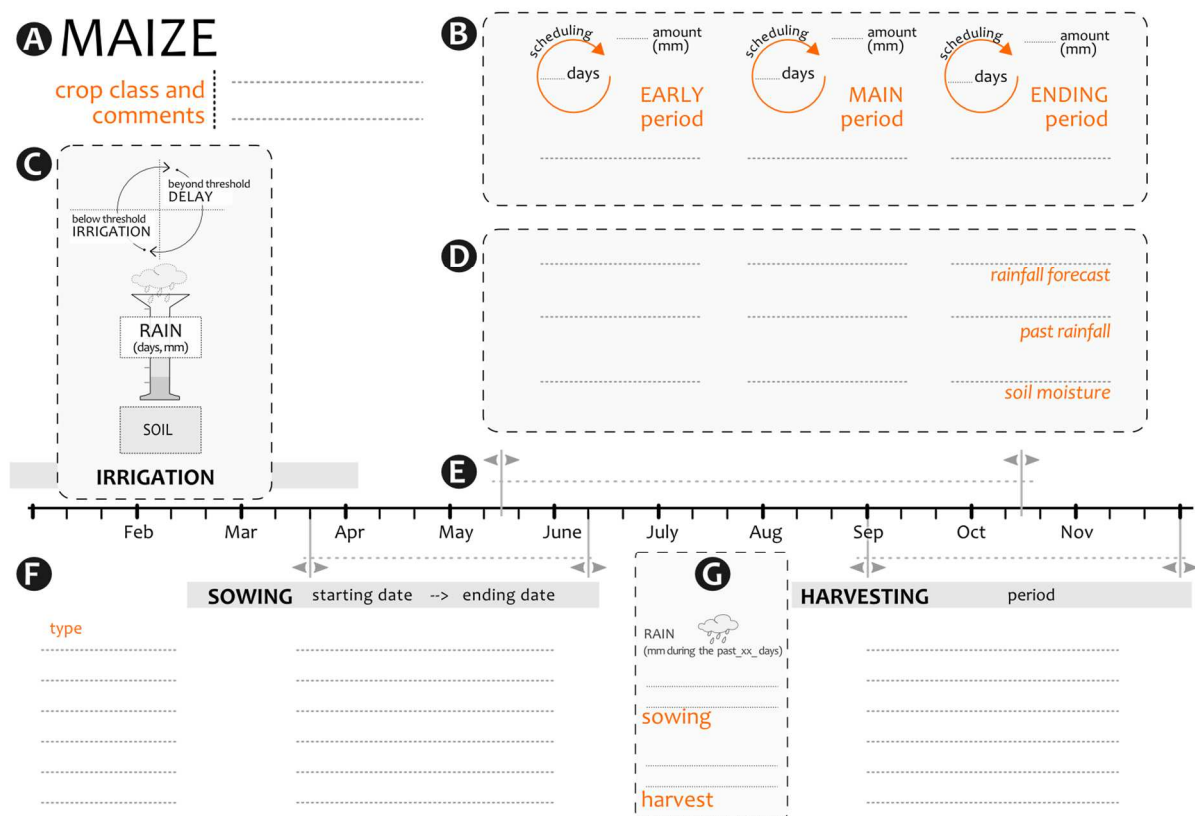 A MAIZE
crop class and
comments
B
scheduling
days
amount
(mm)
EARLY
period
scheduling
days
amount
(mm)
MAIN
period
scheduling
days
amount
(mm)
ENDING
period
C
beyond threshold
DELAY
below threshold
IRRIGATION
RAIN
(days, mm)
SOIL
IRRIGATION
D
rainfall forecast
past rainfall
soil moisture
E
Feb Mar Apr May June July Aug Sep Oct Nov
F
SOWING starting date --> ending date
type
G
RAIN
(mm during the past_xx_ days)
sowing
harvest
HARVESTING period